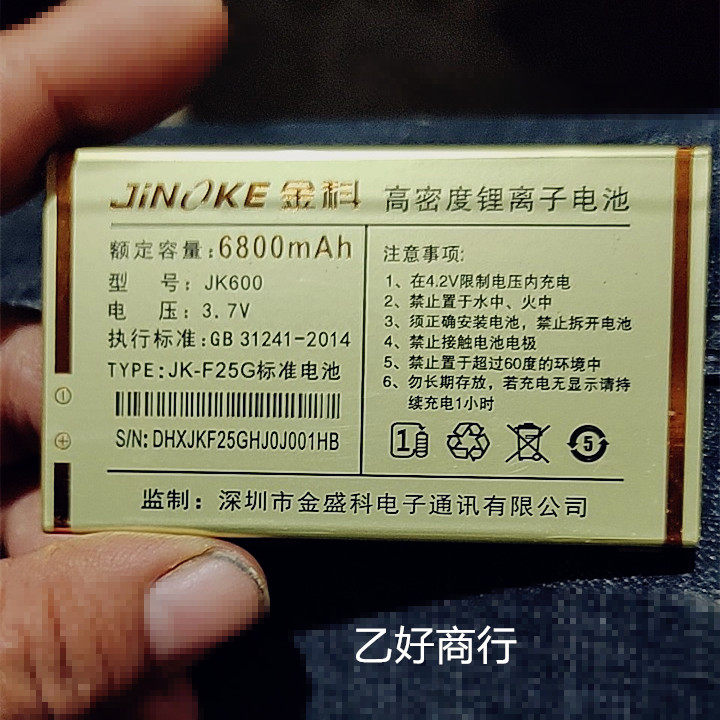 JiNOKE 金科 高密度锂离子电池
额定容量:6800mAh
型 号: JK600
电 压: 3.7V
执行标准:GB 31241-2014
TYPE: JK-F25G标准电池
S/N: DHXJKF25GHJ0J001HB
注意事项:
1、在4.2V限制电压内充电
2、禁止置于水中、火中
3、须正确安装电池，禁止拆开电池
4、禁止接触电池电极
5、禁止置于超过60度的环境中
6、勿长期存放，若充电无显示请持
续充电1小时
1 5
监制：深圳市金盛科电子通讯有限公司
乙好商行